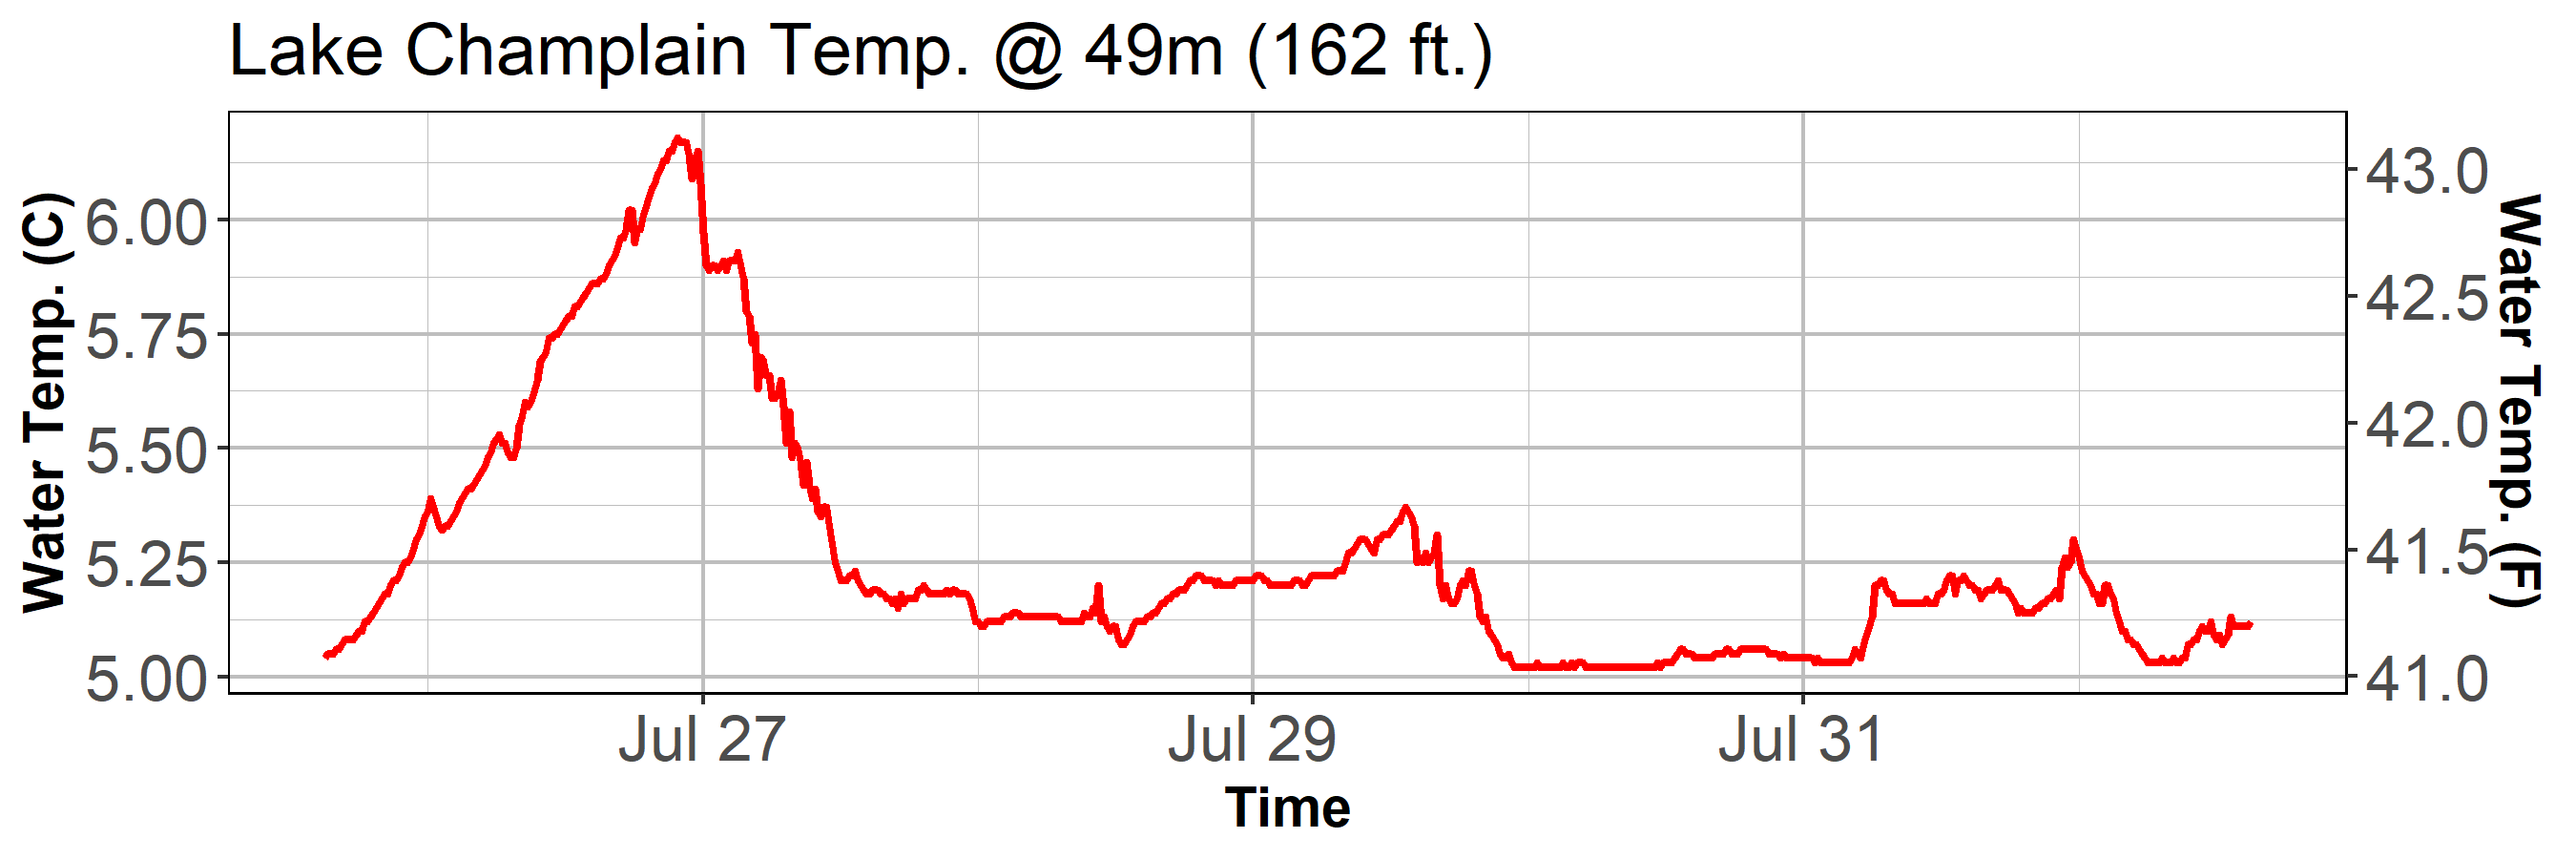 Lake Champlain Temp. @ 49m (162 ft.)
Water Temp. (C)
6.00
5.75
5.50
5.25
5.00
43.0
42.5
42.0
41.5
41.0
Water Temp. (F)
Jul 27
Jul 29
Jul 31
Time